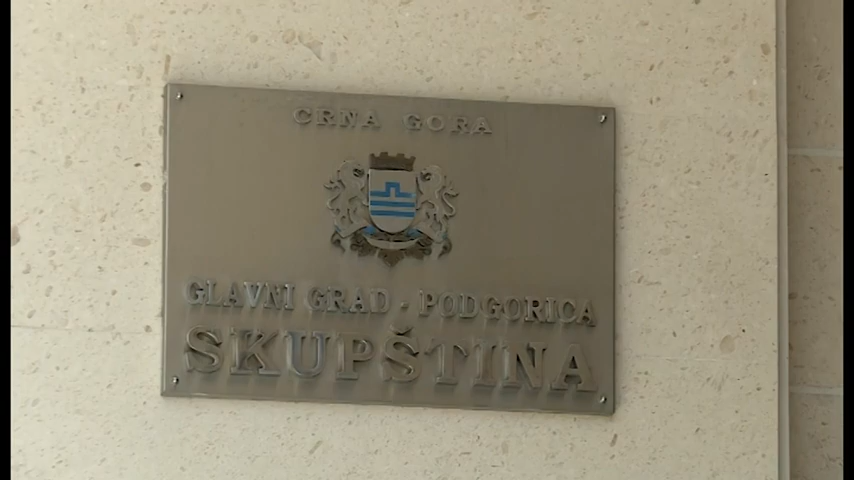 CRNA GORA
GLAVNI GRAD - PODGORICA
SKUPŠTINA